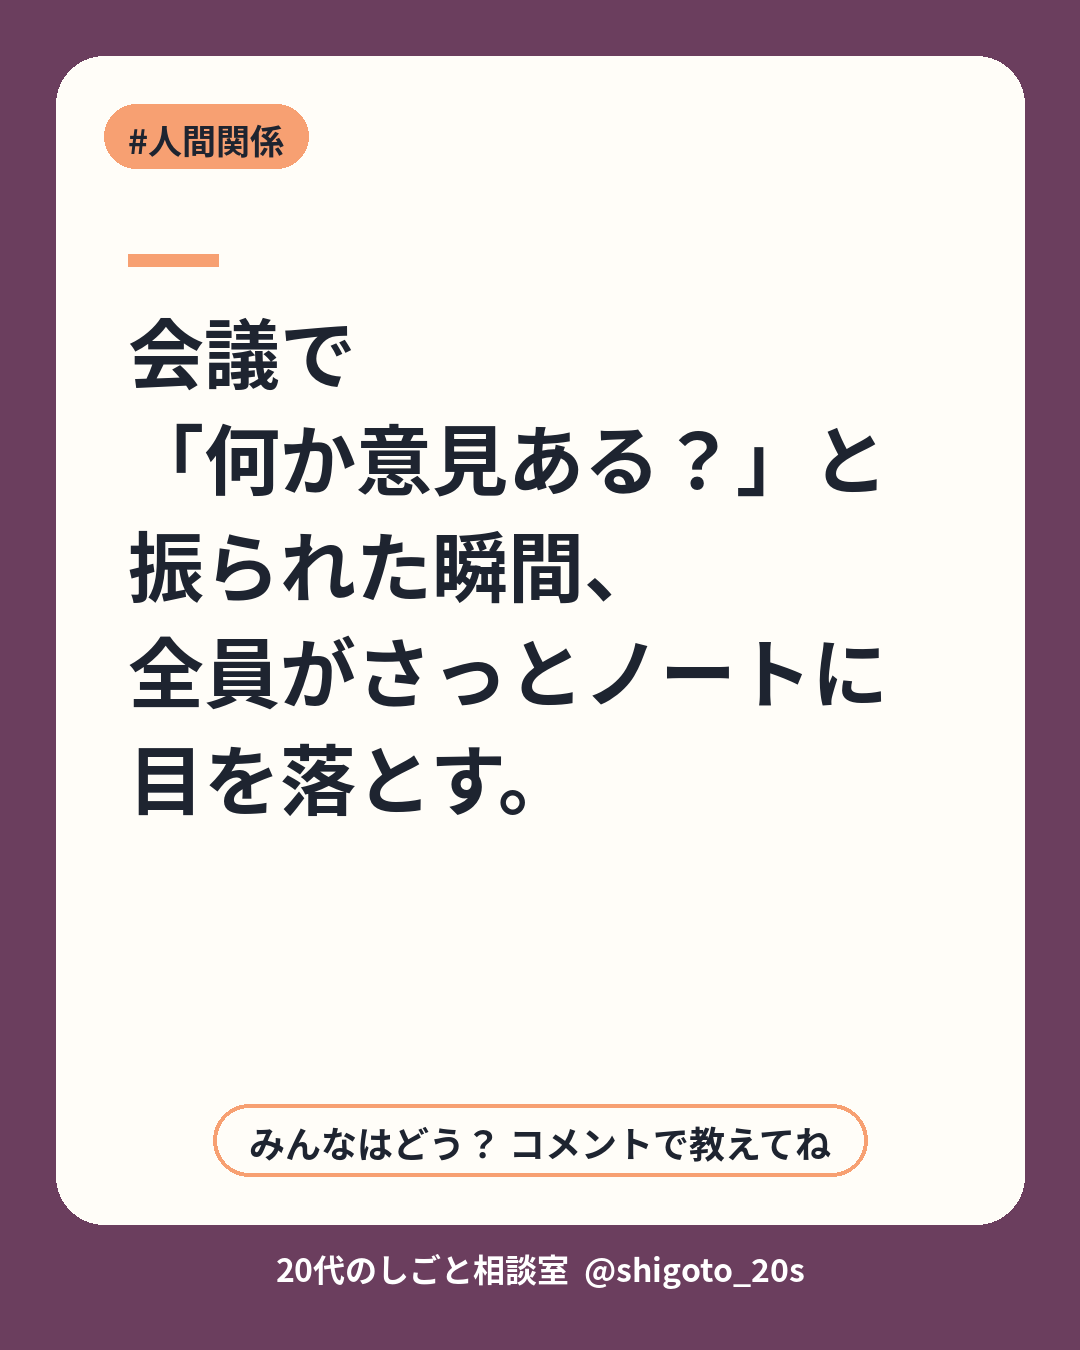 #人間関係
会議で
「何か意見ある？」と
振られた瞬間、
全員がさっとノートに
目を落とす。
みんなはどう？ コメントで教えてね
20代のしごと相談室 @shigoto_20s